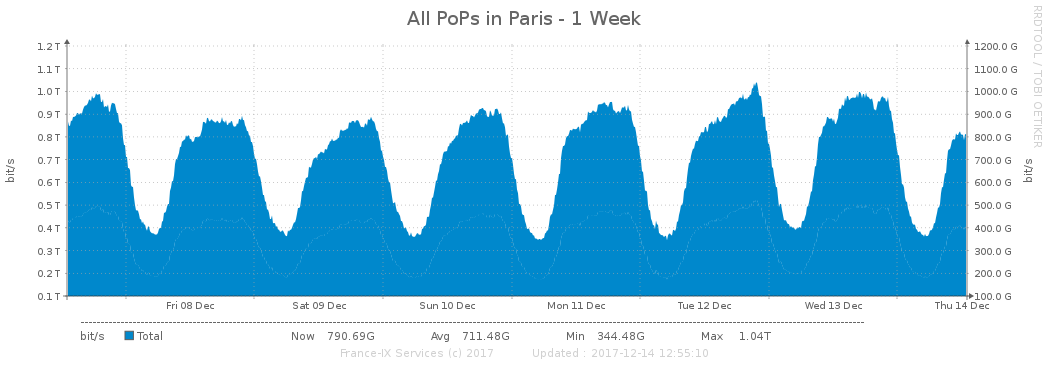 All PoPs in Paris - 1 Week
RRDTOOL / TOBI OETIKER
bit/s
bit/s
1.2 T 1200.0 G
1.1 T 1100.0 G
1.0 T 1000.0 G
0.9 T 900.0 G
0.8 T 800.0 G
0.7 T 700.0 G
0.6 T 600.0 G
0.5 T 500.0 G
0.4 T 400.0 G
0.3 T 300.0 G
0.2 T 200.0 G
0.1 T 100.0 G
Fri 08 Dec Sat 09 Dec Sun 10 Dec Mon 11 Dec Tue 12 Dec Wed 13 Dec Thu 14 Dec
bit/s Total Now 790.69G Avg 711.48G Min 344.48G Max 1.04T
France-IX Services (c) 2017 Updated : 2017-12-14 12:55:10